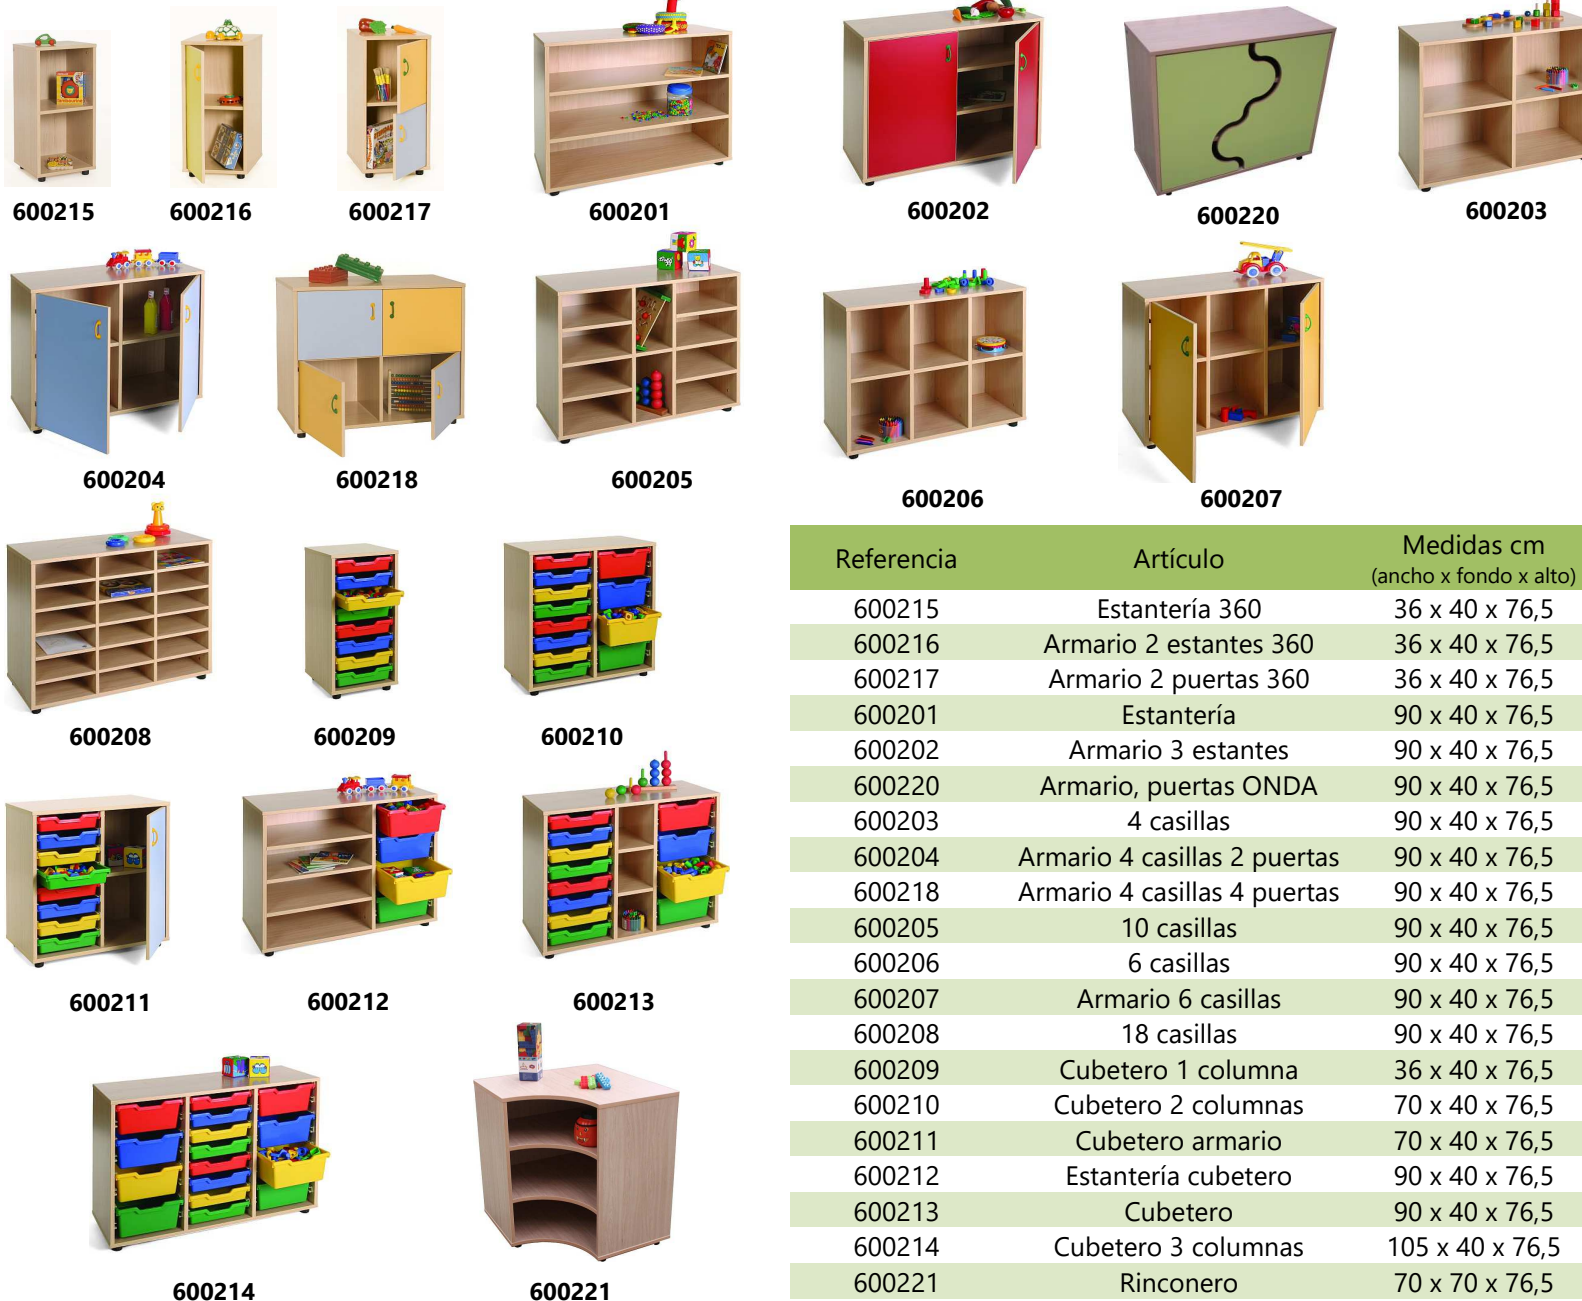 600215 600216 600217 600201 600202 600220 600203
600204 600218 600205 600206 600207
600208 600209 600210
600211 600212 600213
600214 600221
Referencia Artículo Medidas cm
(ancho x fondo x alto)
600215 Estantería 360 36 x 40 x 76,5
600216 Armario 2 estantes 360 36 x 40 x 76,5
600217 Armario 2 puertas 360 36 x 40 x 76,5
600201 Estantería 90 x 40 x 76,5
600202 Armario 3 estantes 90 x 40 x 76,5
600220 Armario, puertas ONDA 90 x 40 x 76,5
600203 4 casillas 90 x 40 x 76,5
600204 Armario 4 casillas 2 puertas 90 x 40 x 76,5
600218 Armario 4 casillas 4 puertas 90 x 40 x 76,5
600205 10 casillas 90 x 40 x 76,5
600206 6 casillas 90 x 40 x 76,5
600207 Armario 6 casillas 90 x 40 x 76,5
600208 18 casillas 90 x 40 x 76,5
600209 Cubetero 1 columna 36 x 40 x 76,5
600210 Cubetero 2 columnas 70 x 40 x 76,5
600211 Cubetero armario 70 x 40 x 76,5
600212 Estantería cubetero 90 x 40 x 76,5
600213 Cubetero 90 x 40 x 76,5
600214 Cubetero 3 columnas 105 x 40 x 76,5
600221 Rinconero 70 x 70 x 76,5